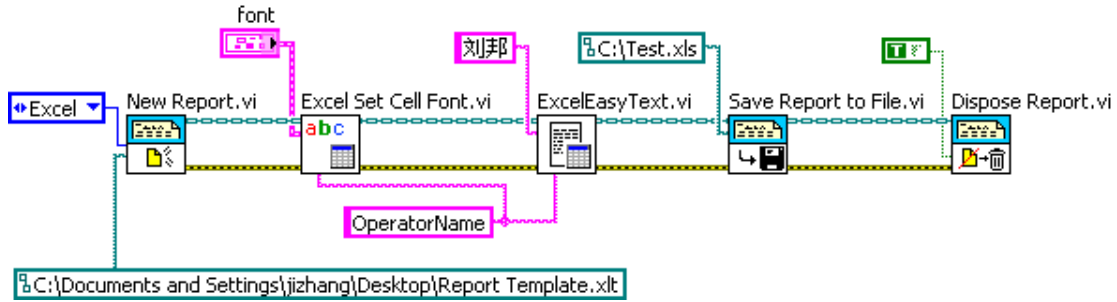 font
刘邦
C:\Test.xls
T
Excel
New Report.vi
Excel Set Cell Font.vi
ExcelEasyText.vi
Save Report to File.vi
Dispose Report.vi
abc
OperatorName
C:\Documents and Settings\jizhang\Desktop\Report Template.xlt